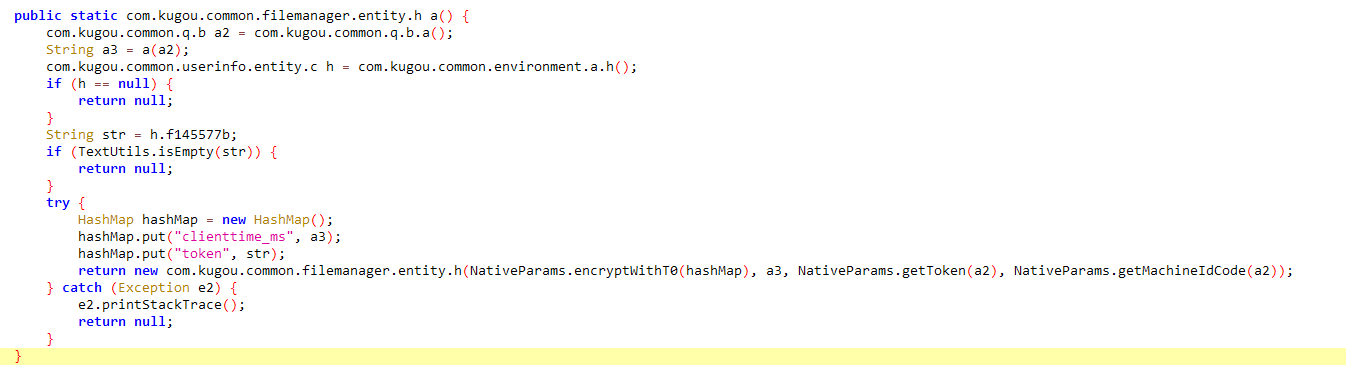 public static com.kugou.common.filemanager.entity.h a() {
    com.kugou.common.q.b a2 = com.kugou.common.q.b.a();
    String a3 = a(a2);
    com.kugou.common.userinfo.entity.c h = com.kugou.common.environment.a.h();
    if (h == null) {
        return null;
    }
    String str = h.f145577b;
    if (TextUtils.isEmpty(str)) {
        return null;
    }
    try {
        HashMap hashMap = new HashMap();
        hashMap.put("clienttime_ms", a3);
        hashMap.put("token", str);
        return new com.kugou.common.filemanager.entity.h(NativeParams.encryptWithT0(hashMap), a3, NativeParams.getToken(a2), NativeParams.getMachineIdCode(a2));
    } catch (Exception e2) {
        e2.printStackTrace();
        return null;
    }
}